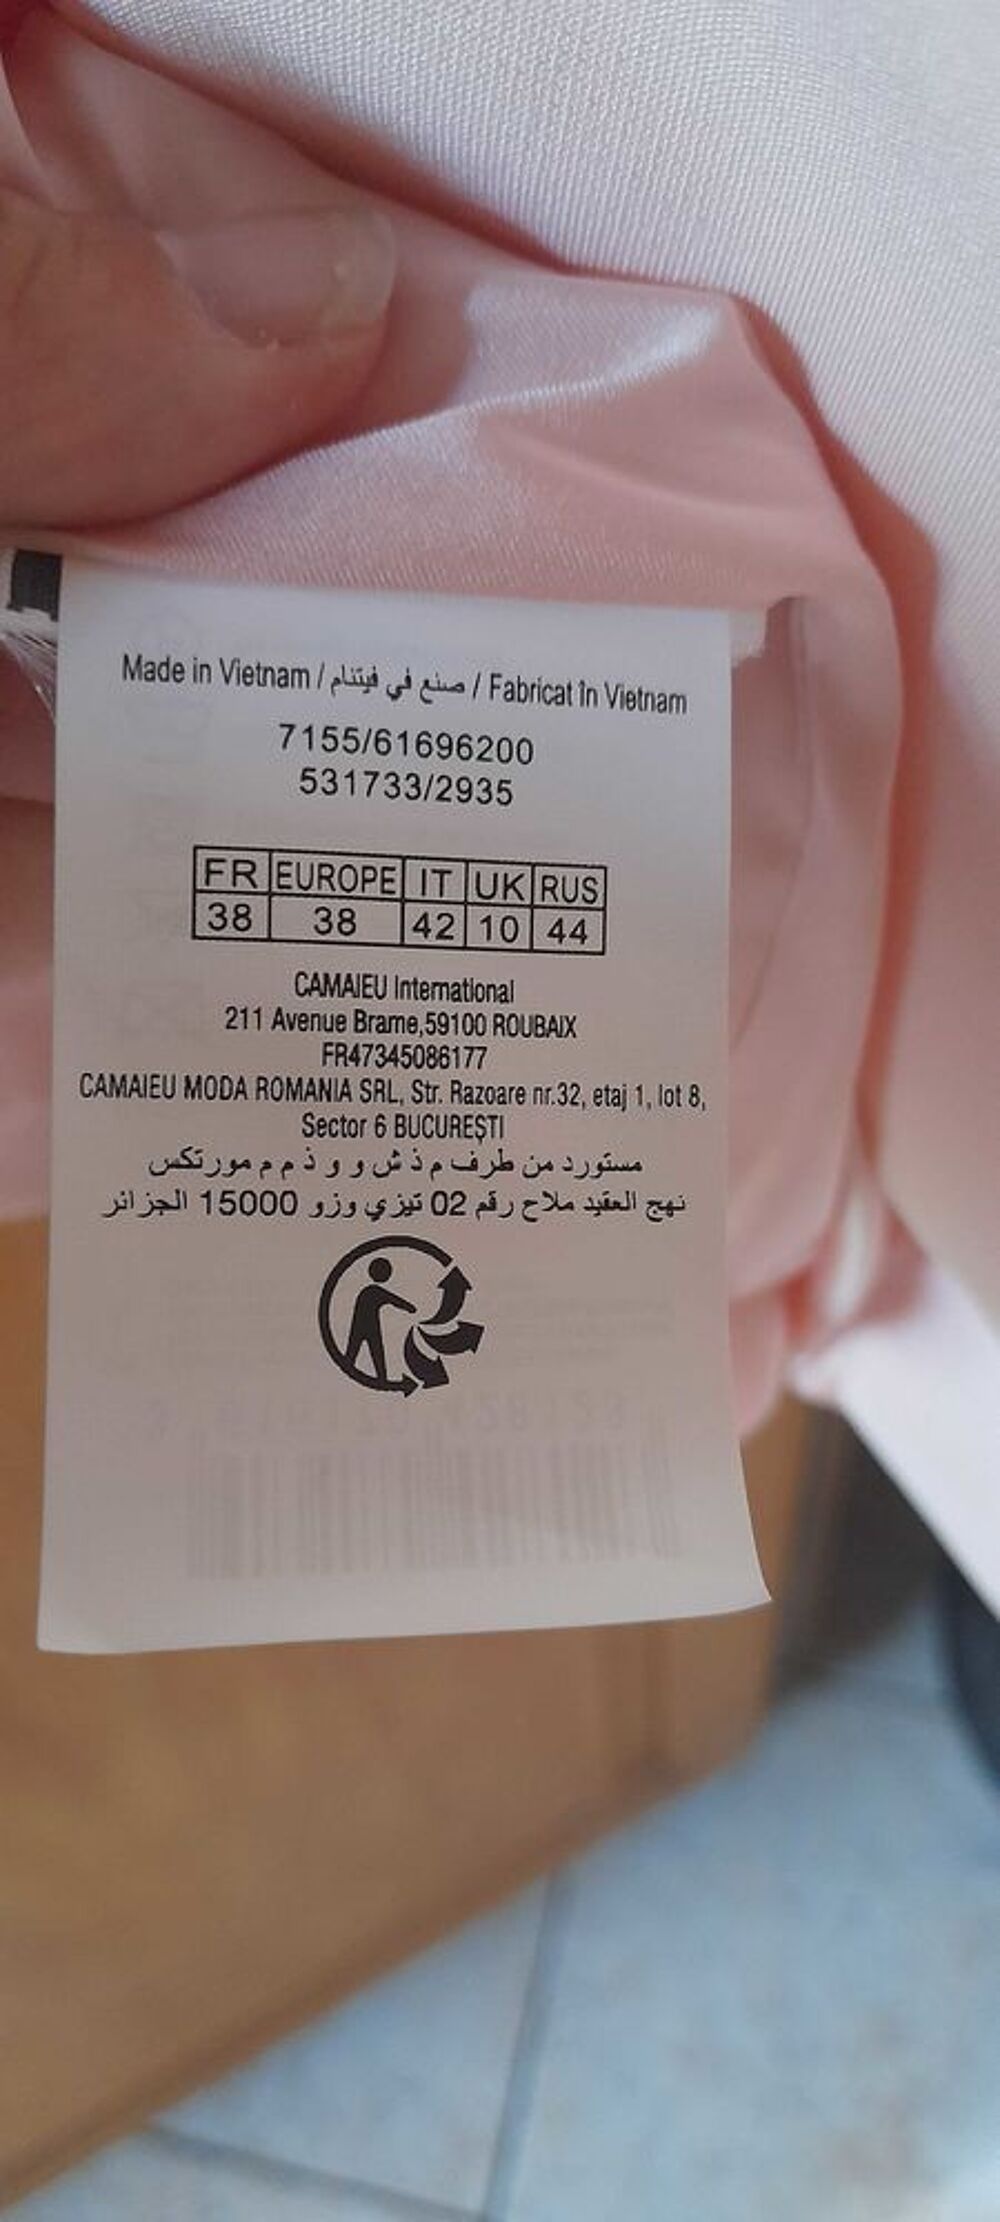 Made in Vietnam / صنع في فيتنام / Fabricat în Vietnam
7155/61696200
531733/2935
FR EUROPE IT UK RUS
38 38 42 10 44
CAMAIEU International
211 Avenue Brame,59100 ROUBAIX
FR47345086177
CAMAIEU MODA ROMANIA SRL, Str. Razoare nr.32, etaj 1, lot 8,
Sector 6 BUCUREŞTI
مستورد من طرف م ذ ش و و ذ م م مورتكس
نهج العقيد ملاح رقم 02 تيزي وزو 15000 الجزائر